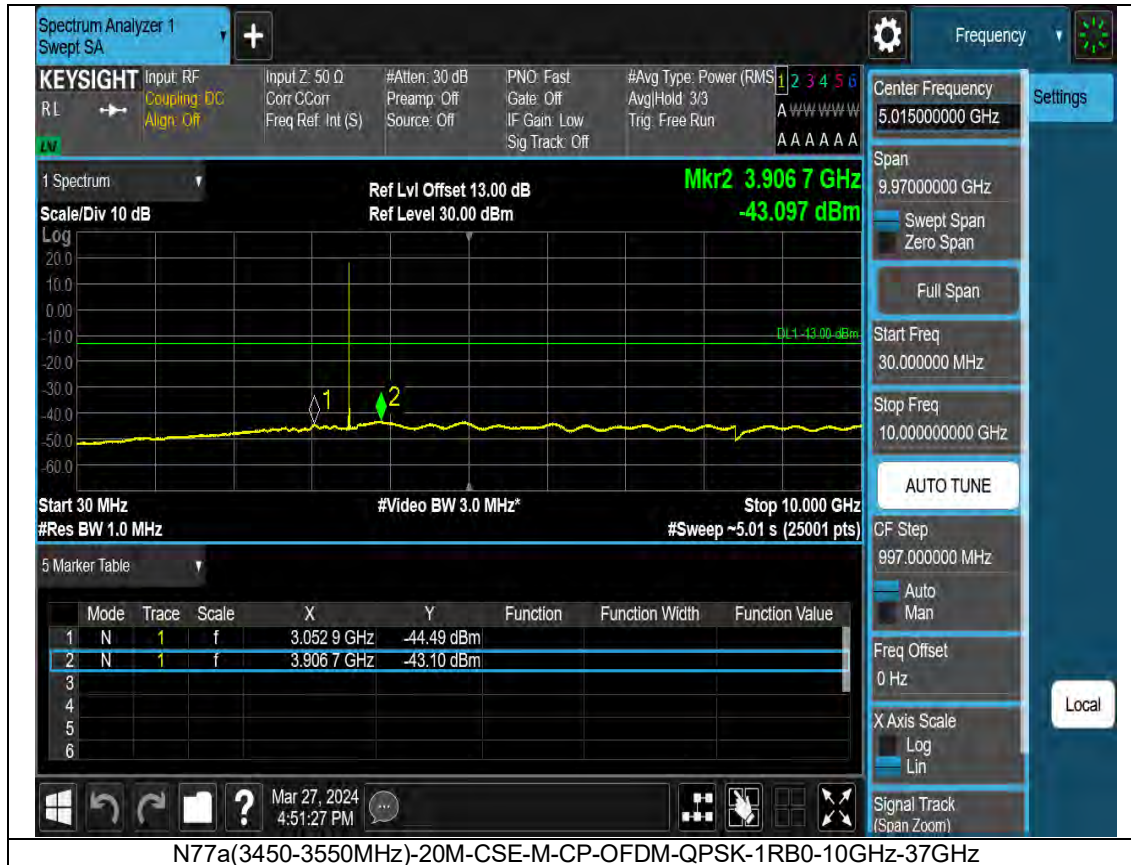 Spectrum Analyzer 1
Swept SA
+
Frequency
KEYSIGHT
RL
LNI
Input: RF
Coupling: DC
Align: Off
Input Z: 50 Ω
Corr CCorr
Freq Ref: Int (S)
#Atten: 30 dB
Preamp: Off
Source: Off
PNO: Fast
Gate: Off
IF Gain: Low
Sig Track: Off
#Avg Type: Power (RMS
Avg|Hold: 3/3
Trig: Free Run
1 2 3 4 5 6
A W W W W W
A A A A A A
Center Frequency
5.015000000 GHz
Settings
Span
9.97000000 GHz
Swept Span
Zero Span
Full Span
Start Freq
30.000000 MHz
Stop Freq
10.000000000 GHz
AUTO TUNE
CF Step
997.000000 MHz
Auto
Man
Freq Offset
0 Hz
X Axis Scale
Log
Lin
Signal Track
(Span Zoom)
Local
1 Spectrum
Scale/Div 10 dB
Ref Lvl Offset 13.00 dB
Ref Level 30.00 dBm
Mkr2 3.906 7 GHz
-43.097 dBm
Log
20.0
10.0
0.00
-10.0
-20.0
-30.0
-40.0
-50.0
-60.0
DL1 -13.00 dBm
1
2
Start 30 MHz
#Video BW 3.0 MHz*
Stop 10.000 GHz
#Res BW 1.0 MHz
#Sweep ~5.01 s (25001 pts)
5 Marker Table
Mode Trace Scale X Y Function Function Width Function Value
1 N 1 f 3.052 9 GHz -44.49 dBm
2 N 1 f 3.906 7 GHz -43.10 dBm
3
4
5
6
?
Mar 27, 2024
4:51:27 PM
N77a(3450-3550MHz)-20M-CSE-M-CP-OFDM-QPSK-1RB0-10GHz-37GHz